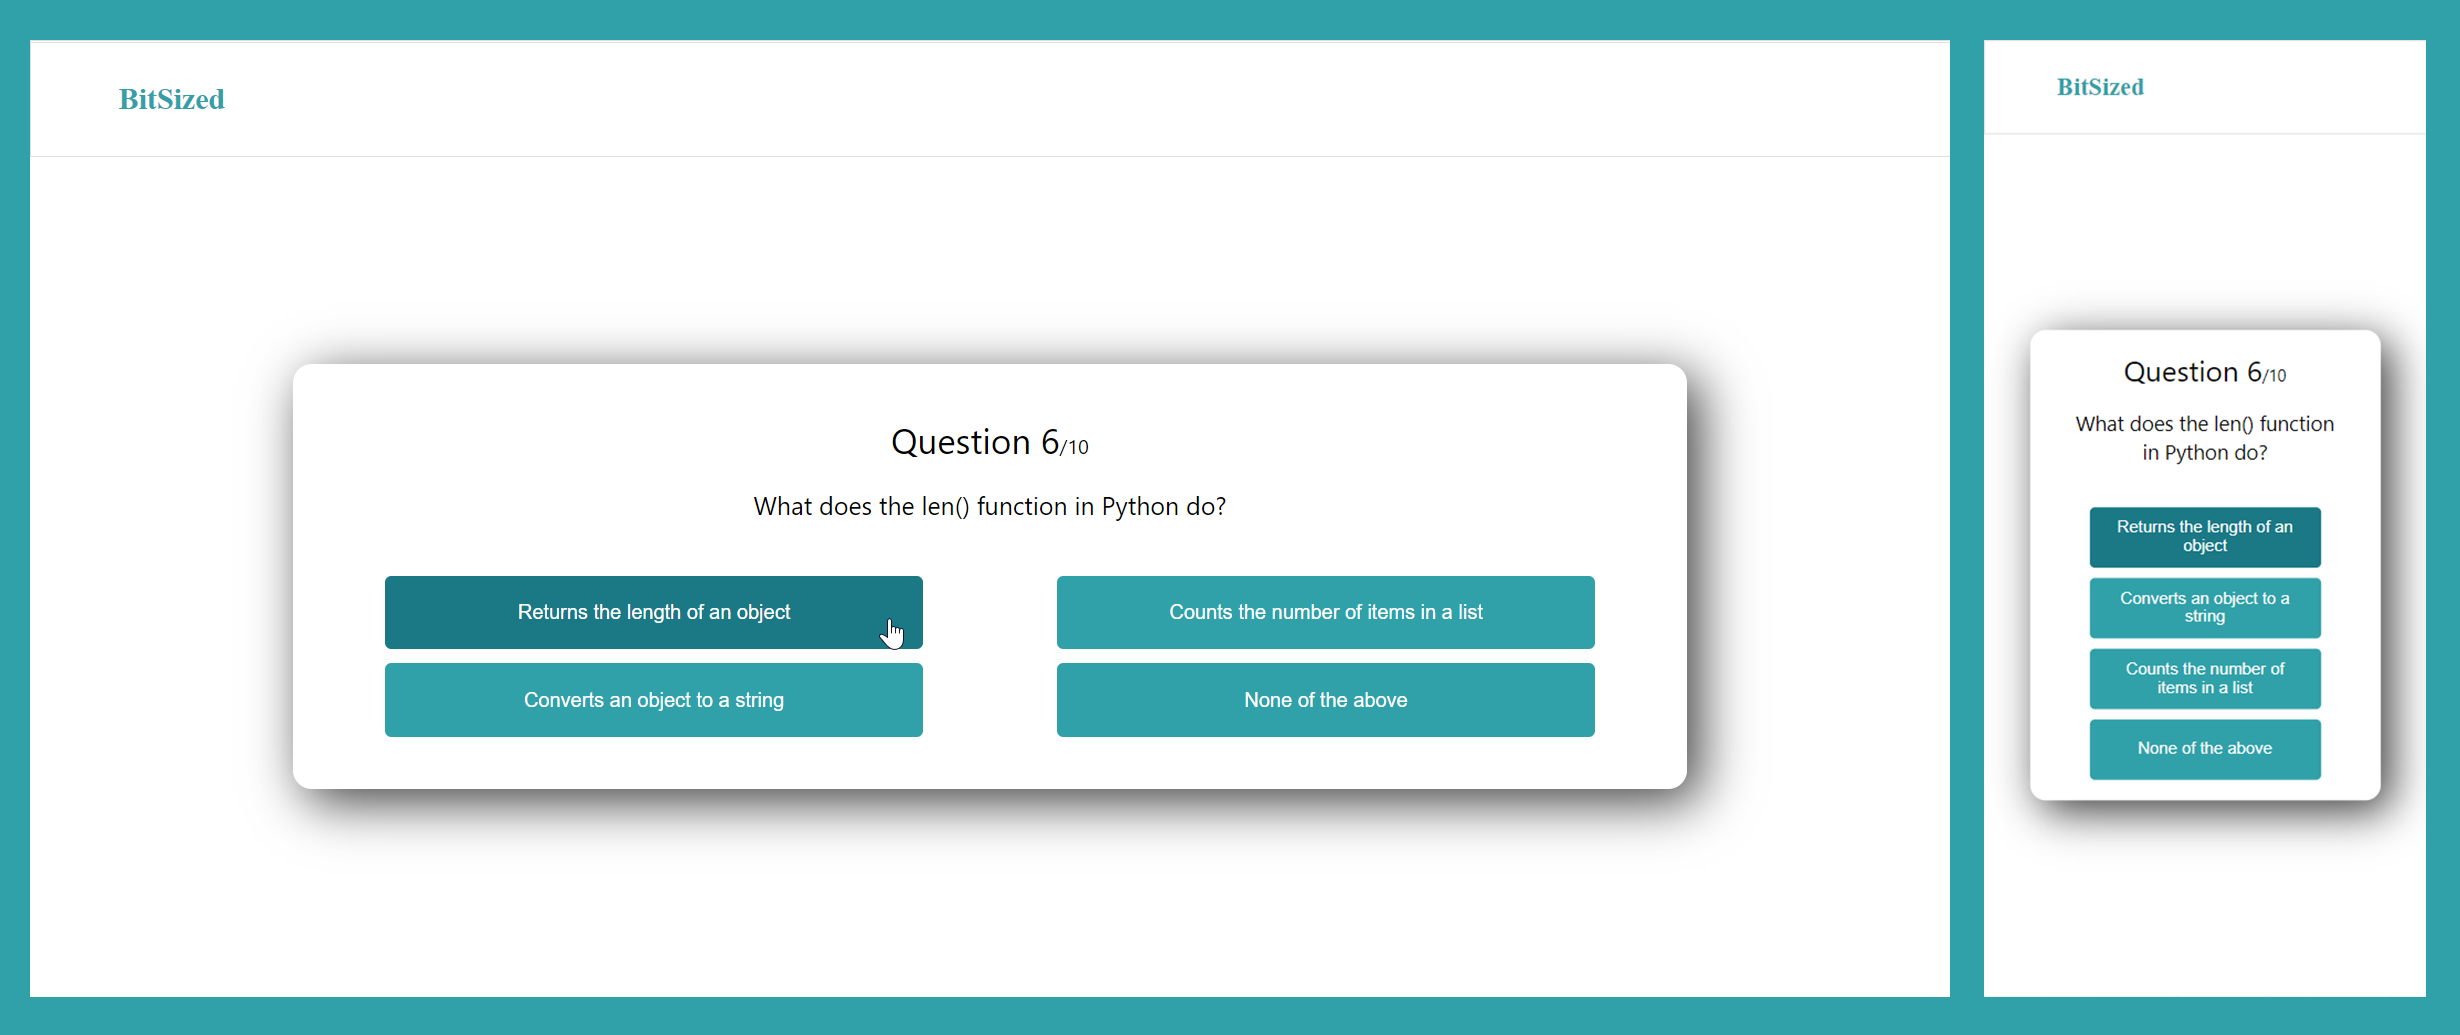 BitSized
Question 6/10
What does the len() function in Python do?
Returns the length of an object
Counts the number of items in a list
Converts an object to a string
None of the above
BitSized
Question 6/10
What does the len() function
in Python do?
Returns the length of an
object
Converts an object to a
string
Counts the number of
items in a list
None of the above